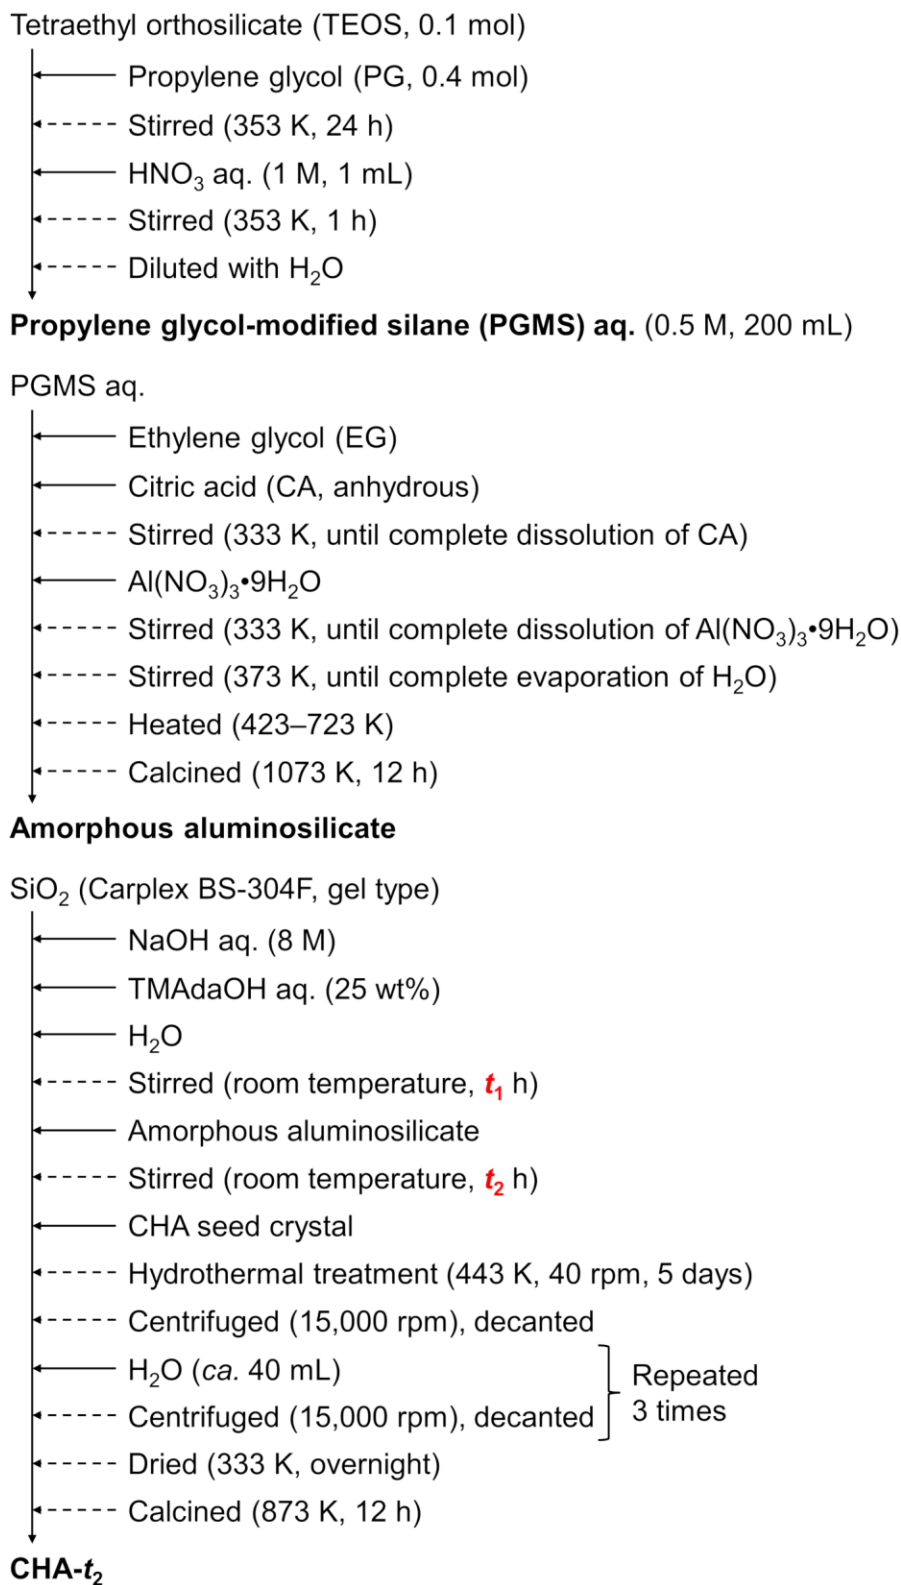 Tetraethyl orthosilicate (TEOS, 0.1 mol)
Propylene glycol (PG, 0.4 mol)
Stirred (353 K, 24 h)
HNO₃ aq. (1 M, 1 mL)
Stirred (353 K, 1 h)
Diluted with H₂O
Propylene glycol-modified silane (PGMS) aq. (0.5 M, 200 mL)
PGMS aq.
Ethylene glycol (EG)
Citric acid (CA, anhydrous)
Stirred (333 K, until complete dissolution of CA)
Al(NO₃)₃•9H₂O
Stirred (333 K, until complete dissolution of Al(NO₃)₃•9H₂O)
Stirred (373 K, until complete evaporation of H₂O)
Heated (423–723 K)
Calcined (1073 K, 12 h)
Amorphous aluminosilicate
SiO₂ (Carplex BS-304F, gel type)
NaOH aq. (8 M)
TMAdaOH aq. (25 wt%)
H₂O
Stirred (room temperature, t₁ h)
Amorphous aluminosilicate
Stirred (room temperature, t₂ h)
CHA seed crystal
Hydrothermal treatment (443 K, 40 rpm, 5 days)
Centrifuged (15,000 rpm), decanted
H₂O (ca. 40 mL)
Centrifuged (15,000 rpm), decanted
Repeated
3 times
Dried (333 K, overnight)
Calcined (873 K, 12 h)
CHA-t₂